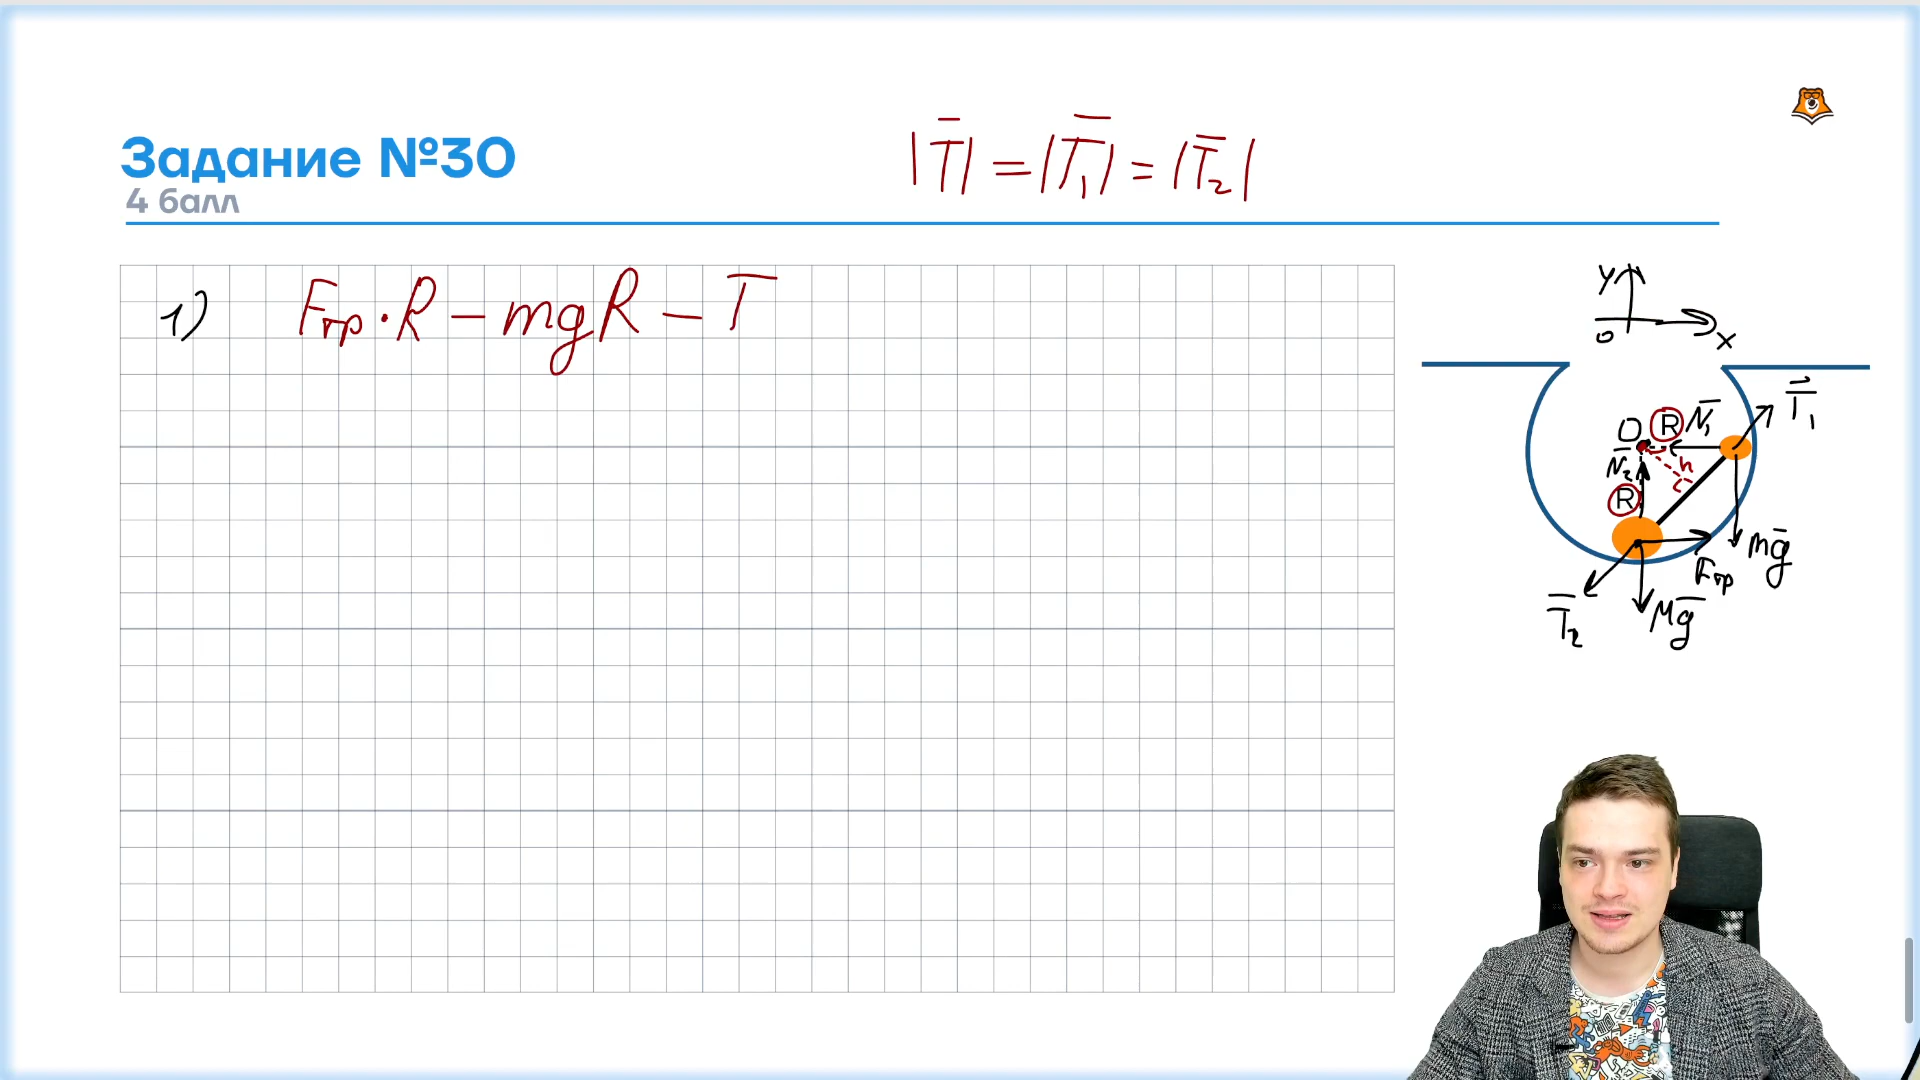 Задание №30
4 балл
|T̄| = |T̄₁| = |T̄₂|
1) Fтр · R − mgR − T
y
0
x
T̄₁
O R N̄₁
N̄₂ h
R
mḡ
Fтр
T̄₂
Mḡ